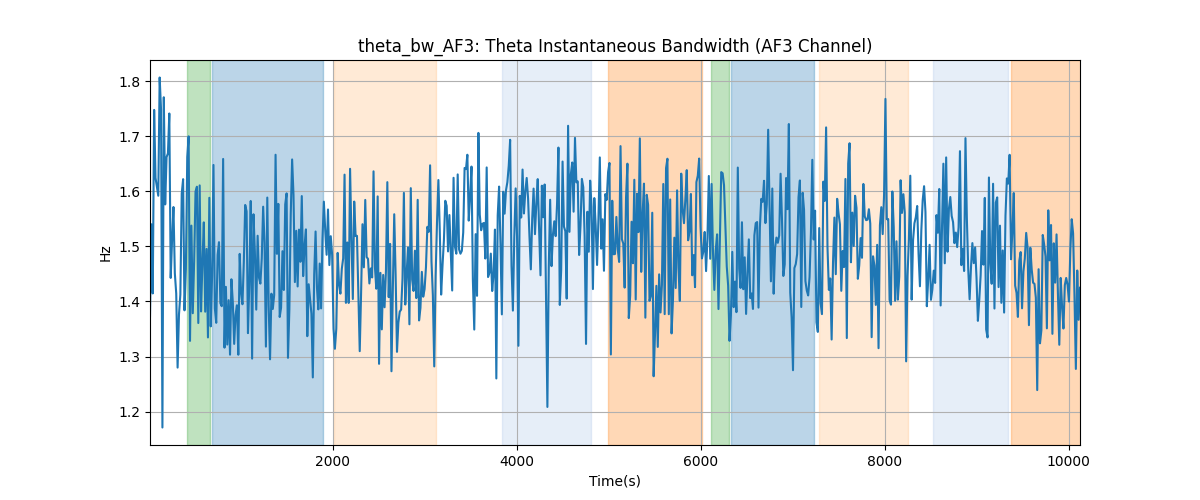 theta_bw_AF3: Theta Instantaneous Bandwidth (AF3 Channel)
1.8
1.7
1.6
1.5
1.4
1.3
1.2
Hz
2000 4000 6000 8000 10000
Time(s)